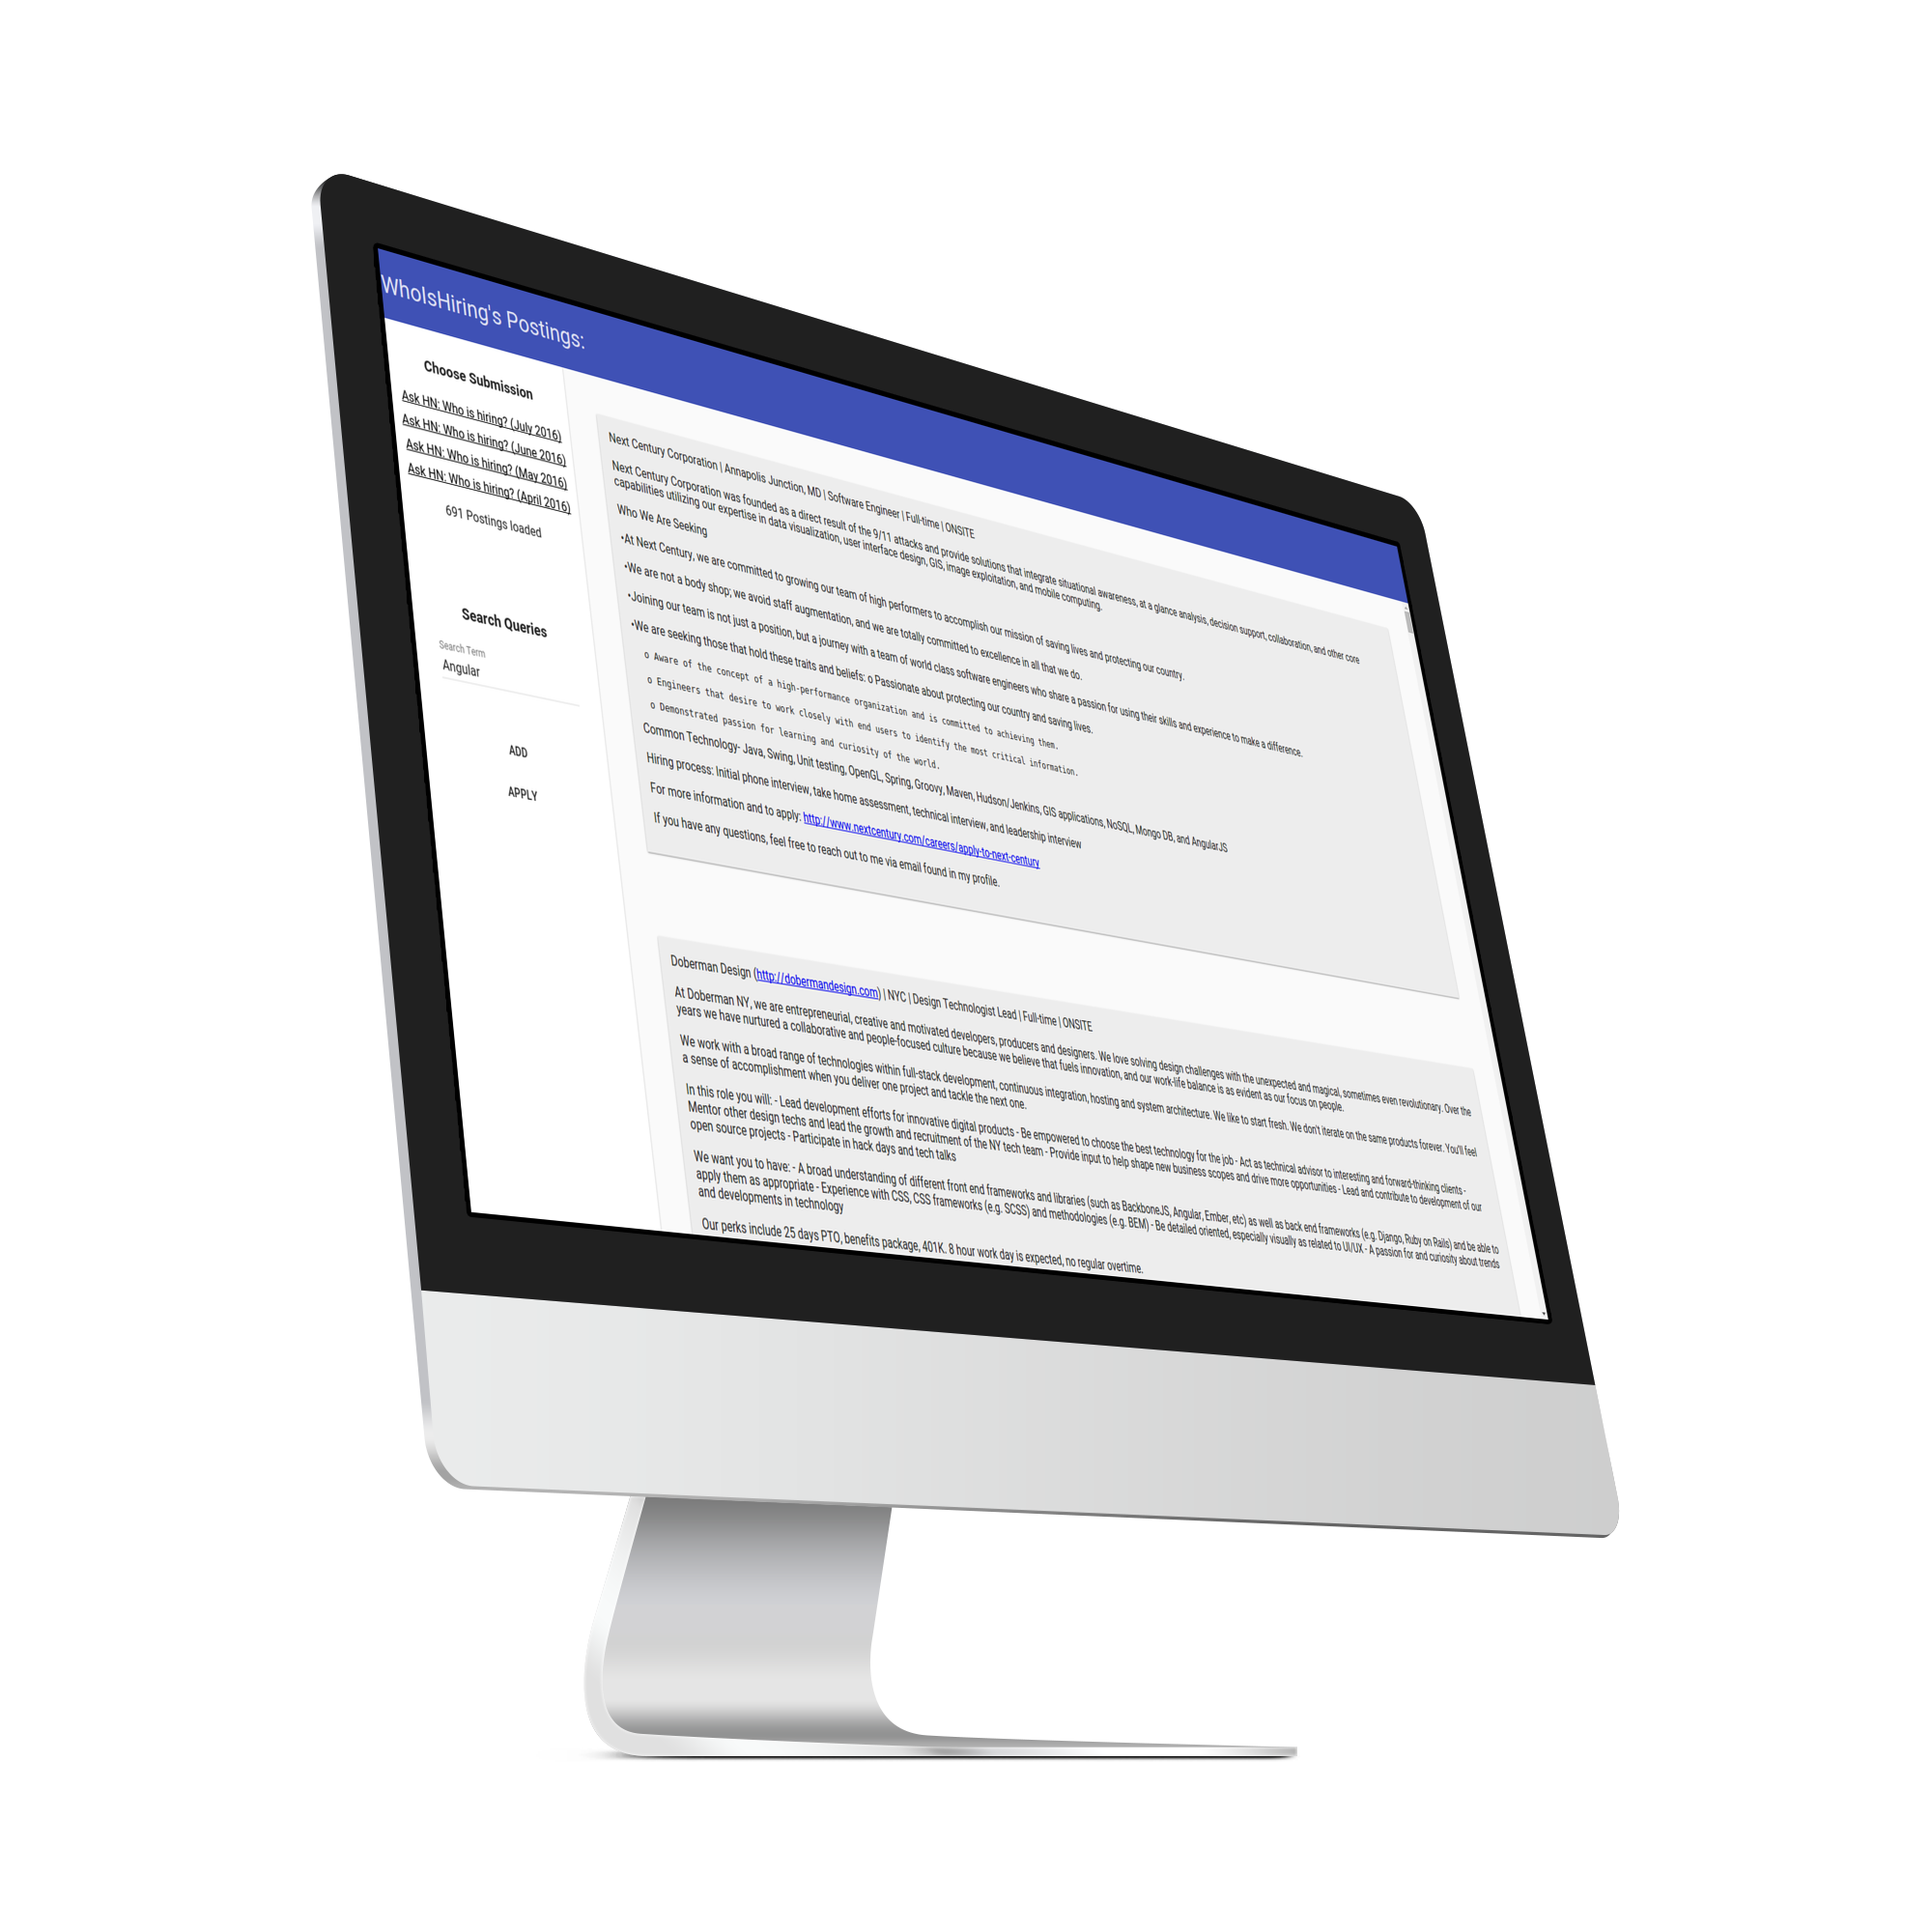 WhoIsHiring's Postings:
Choose Submission
Ask HN: Who is hiring? (July 2016)
Ask HN: Who is hiring? (June 2016)
Ask HN: Who is hiring? (May 2016)
Ask HN: Who is hiring? (April 2016)
691 Postings loaded
Search Queries
Search Term
Angular
ADD
APPLY
Next Century Corporation | Annapolis Junction, MD | Software Engineer | Full-time | ONSITE
Next Century Corporation was founded as a direct result of the 9/11 attacks and provide solutions that integrate situational awareness, at a glance analysis, decision support, collaboration, and other core
capabilities utilizing our expertise in data visualization, user interface design, GIS, image exploitation, and mobile computing.
Who We Are Seeking
•At Next Century, we are committed to growing our team of high performers to accomplish our mission of saving lives and protecting our country.
•We are not a body shop; we avoid staff augmentation, and we are totally committed to excellence in all that we do.
•Joining our team is not just a position, but a journey with a team of world class software engineers who share a passion for using their skills and experience to make a difference.
•We are seeking those that hold these traits and beliefs: o Passionate about protecting our country and saving lives.
o Aware of the concept of a high-performance organization and is committed to achieving them.
o Engineers that desire to work closely with end users to identify the most critical information.
o Demonstrated passion for learning and curiosity of the world.
Common Technology- Java, Swing, Unit testing, OpenGL, Spring, Groovy, Maven, Hudson/Jenkins, GIS applications, NoSQL, Mongo DB, and AngularJS
Hiring process: Initial phone interview, take home assessment, technical interview, and leadership interview
For more information and to apply: http://www.nextcentury.com/careers/apply-to-next-century
If you have any questions, feel free to reach out to me via email found in my profile.
Doberman Design (http://dobermandesign.com) | NYC | Design Technologist Lead | Full-time | ONSITE
At Doberman NY, we are entrepreneurial, creative and motivated developers, producers and designers. We love solving design challenges with the unexpected and magical, sometimes even revolutionary. Over the
years we have nurtured a collaborative and people-focused culture because we believe that fuels innovation, and our work-life balance is as evident as our focus on people.
We work with a broad range of technologies within full-stack development, continuous integration, hosting and system architecture. We like to start fresh. We don't iterate on the same products forever. You'll feel
a sense of accomplishment when you deliver one project and tackle the next one.
In this role you will: - Lead development efforts for innovative digital products - Be empowered to choose the best technology for the job - Act as technical advisor to interesting and forward-thinking clients -
Mentor other design techs and lead the growth and recruitment of the NY tech team - Provide input to help shape new business scopes and drive more opportunities - Lead and contribute to development of our
open source projects - Participate in hack days and tech talks
We want you to have: - A broad understanding of different front end frameworks and libraries (such as BackboneJS, Angular, Ember, etc) as well as back end frameworks (e.g. Django, Ruby on Rails) and be able to
apply them as appropriate - Experience with CSS, CSS frameworks (e.g. SCSS) and methodologies (e.g. BEM) - Be detailed oriented, especially visually as related to UI/UX - A passion for and curiosity about trends
and developments in technology
Our perks include 25 days PTO, benefits package, 401K. 8 hour work day is expected, no regular overtime.